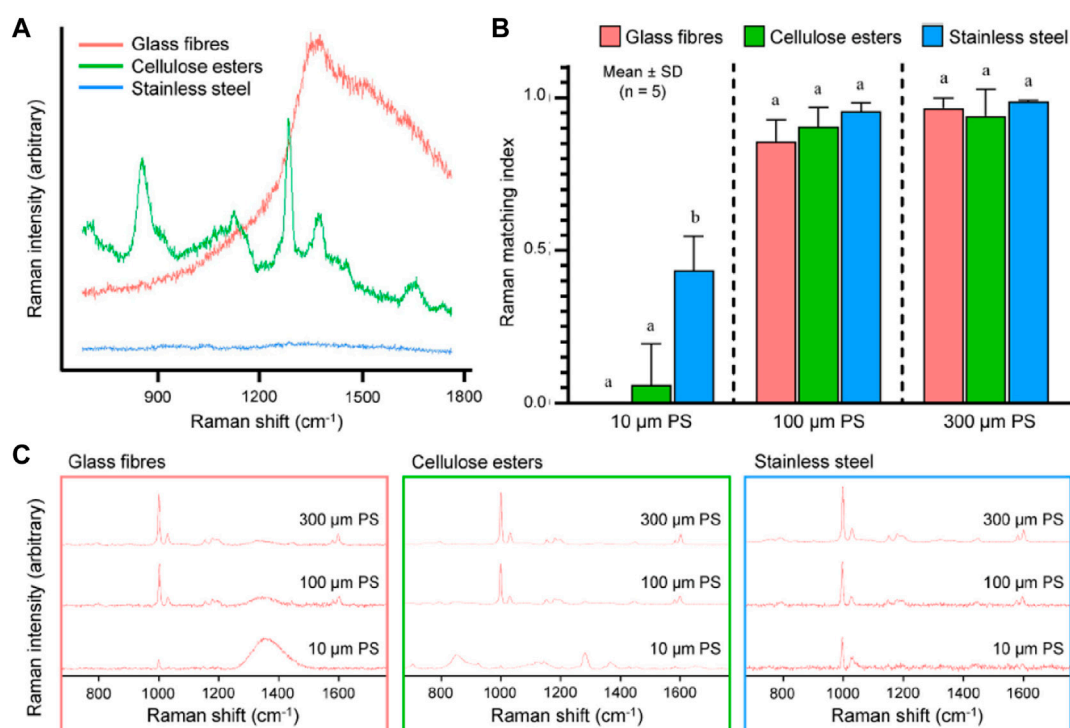 A
Glass fibres
Cellulose esters
Stainless steel
Raman intensity (arbitrary)
900 1200 1500 1800
Raman shift (cm-1)
B
Glass fibres Cellulose esters Stainless steel
Mean ± SD
(n = 5)
Raman matching index
1.0
0.5
0.0
a a b
a a a
a a a
10 µm PS 100 µm PS 300 µm PS
C
Raman intensity (arbitrary)
Glass fibres
300 µm PS
100 µm PS
10 µm PS
800 1000 1200 1400 1600
Raman shift (cm-1)
Cellulose esters
300 µm PS
100 µm PS
10 µm PS
800 1000 1200 1400 1600
Raman shift (cm-1)
Stainless steel
300 µm PS
100 µm PS
10 µm PS
800 1000 1200 1400 1600
Raman shift (cm-1)